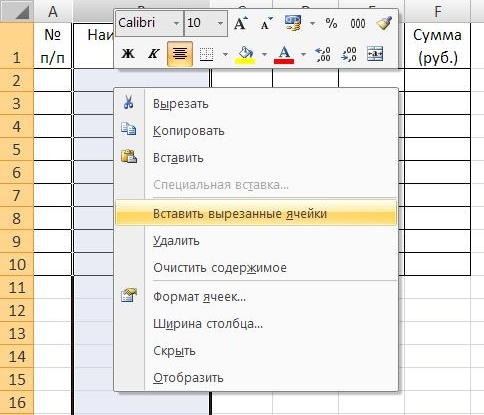 A B C D E F
Calibri 10 А А % 000
Ж К А ,00 ,0
№ п/п
Сумма (руб.)
1
2
3
4
5
6
7
8
9
10
11
12
13
14
15
16
Вырезать
Копировать
Вставить
Специальная вставка...
Вставить вырезанные ячейки
Удалить
Очистить содержимое
Формат ячеек...
Ширина столбца...
Скрыть
Отобразить